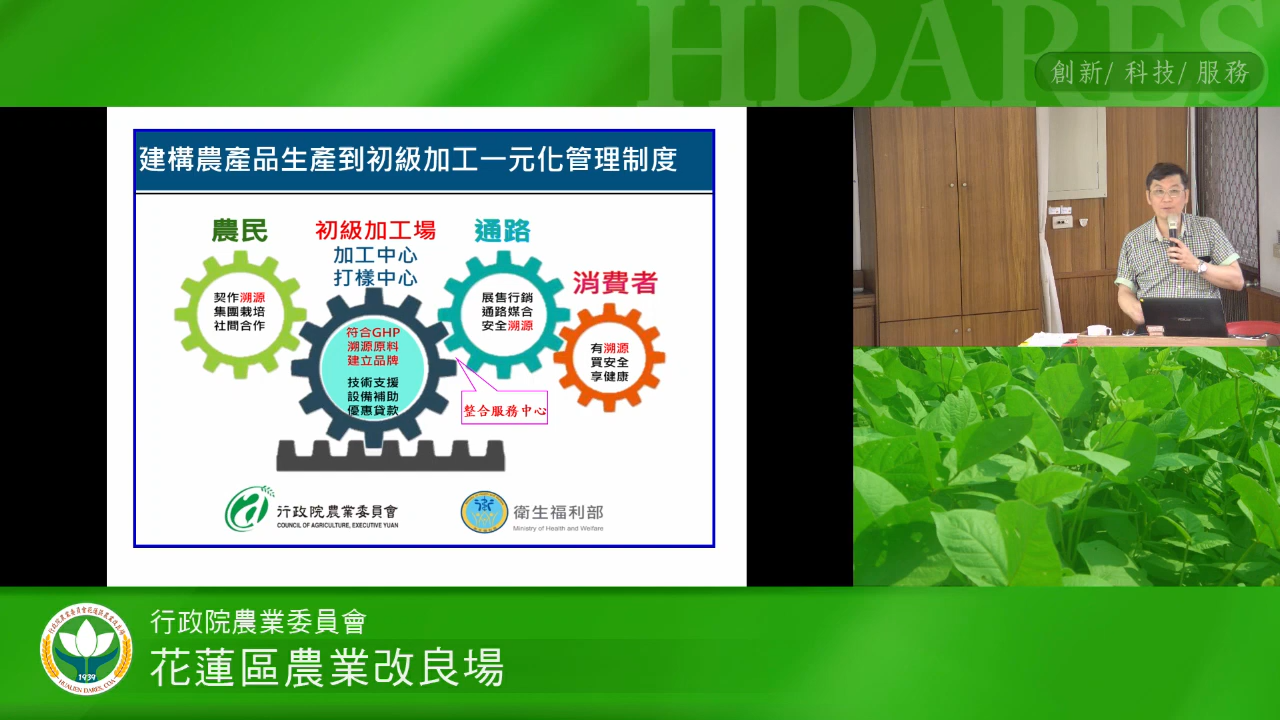 HDARES
創新/ 科技/ 服務
建構農產品生產到初級加工一元化管理制度
農民
契作溯源
集團栽培
社間合作
初級加工場
加工中心
打樣中心
符合GHP
溯源原料
建立品牌
技術支援
設備補助
優惠貸款
通路
展售行銷
通路媒合
安全溯源
消費者
有溯源
買安全
享健康
整合服務中心
行政院農業委員會
COUNCIL OF AGRICULTURE, EXECUTIVE YUAN
衛生福利部
Ministry of Health and Welfare
1939
HUALIEN DARES, COA
行政院農業委員會
花蓮區農業改良場